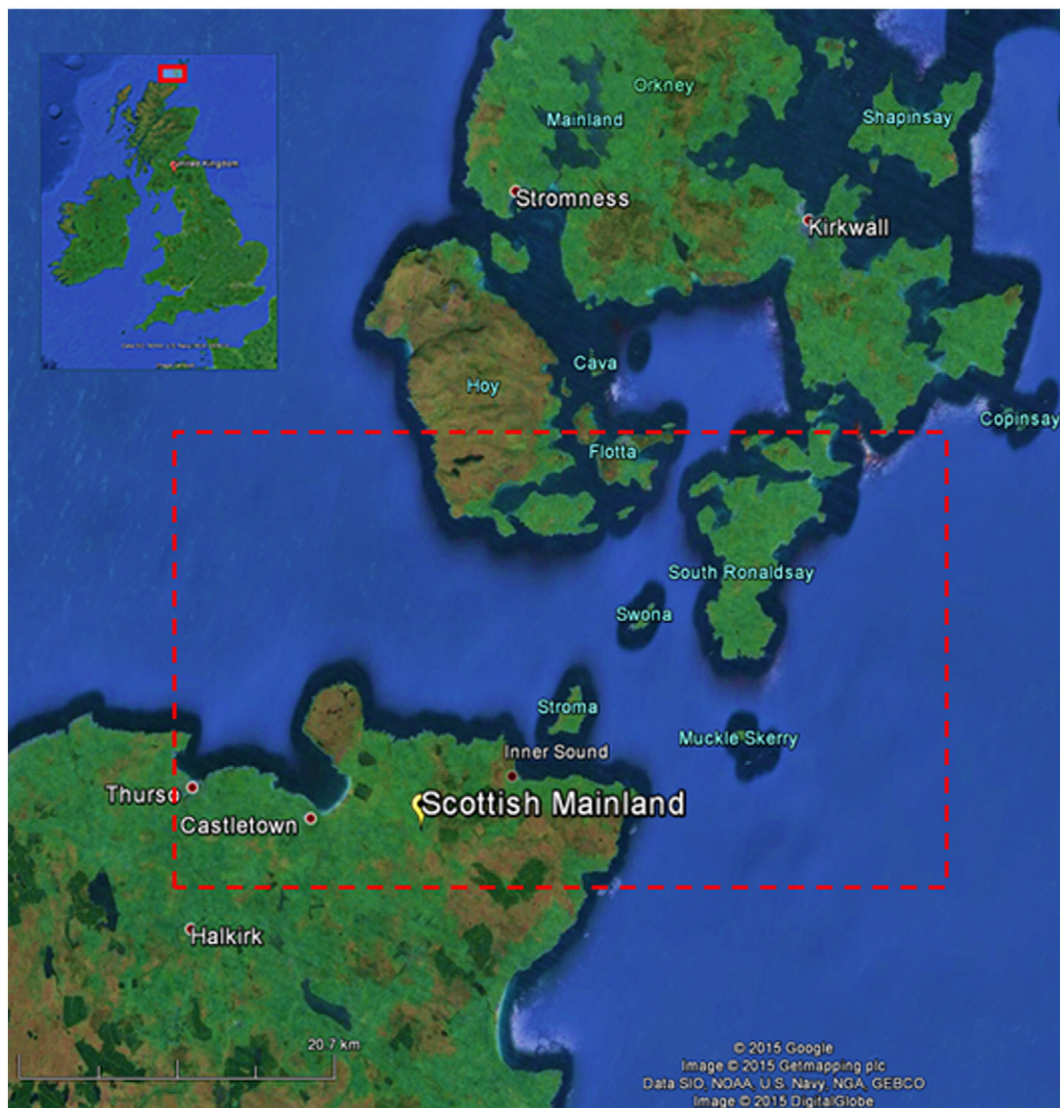 United Kingdom
Orkney
Mainland
Shapinsay
Stromness
Kirkwall
Cava
Hoy
Copinsay
Flotta
South Ronaldsay
Swona
Stroma
Muckle Skerry
Inner Sound
Thurso
Scottish Mainland
Castletown
Halkirk
20.7 km
© 2015 Google
Image © 2015 Getmapping plc
Data SIO, NOAA, U.S. Navy, NGA, GEBCO
Image © 2015 DigitalGlobe